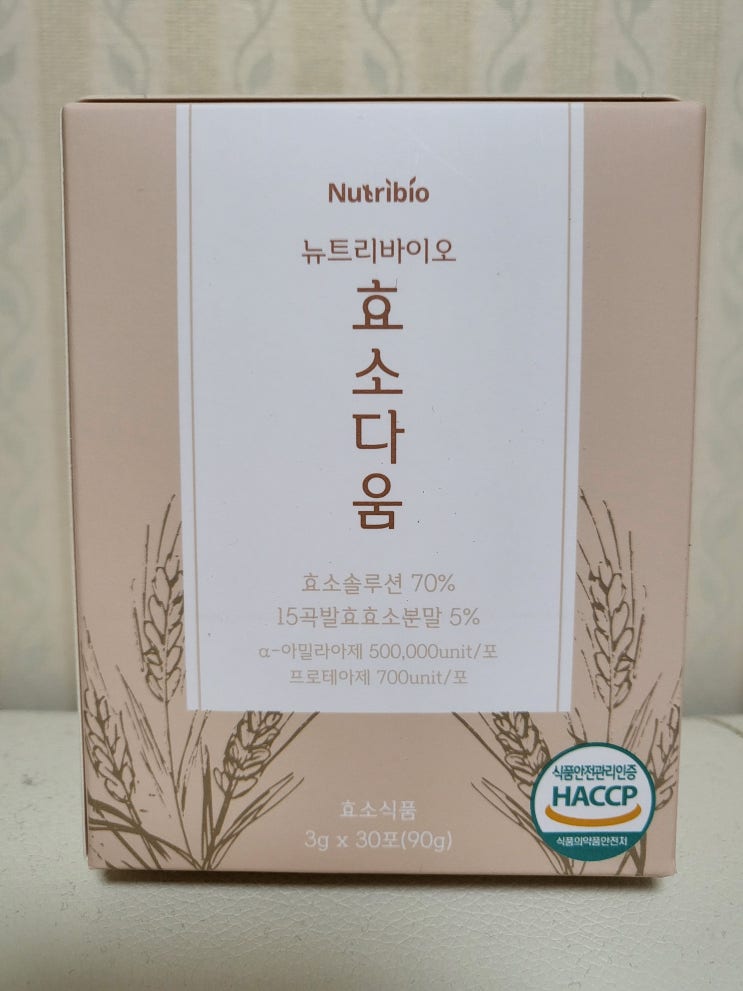 Nutribio
뉴트리바이오
효
소
다
움
효소솔루션 70%
15곡발효효소분말 5%
α-아밀라아제 500,000unit/포
프로테아제 700unit/포
효소식품
3g x 30포(90g)
식품안전관리인증
HACCP
식품의약품안전처